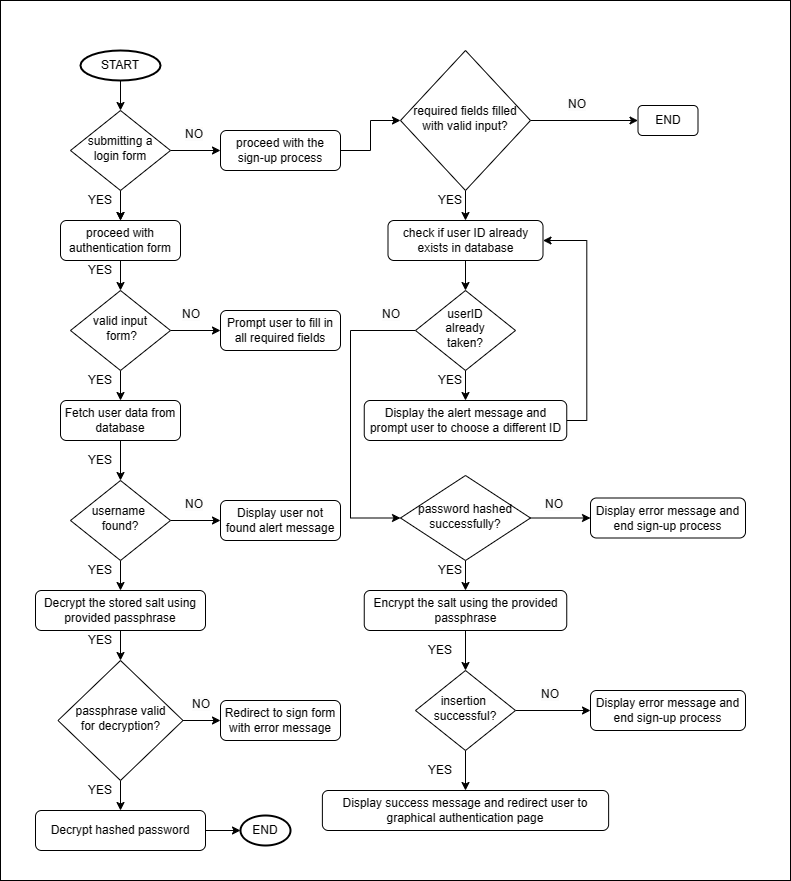 START
submitting a
login form
NO
proceed with the
sign-up process
required fields filled
with valid input?
NO
END
YES
proceed with
authentication form
YES
check if user ID already
exists in database
YES
valid input
form?
NO
Prompt user to fill in
all required fields
NO
userID
already
taken?
YES
Fetch user data from
database
YES
Display the alert message and
prompt user to choose a different ID
YES
username
found?
NO
Display user not
found alert message
password hashed
successfully?
NO
Display error message and
end sign-up process
YES
Decrypt the stored salt using
provided passphrase
YES
Encrypt the salt using the provided
passphrase
YES
YES
passphrase valid
for decryption?
NO
Redirect to sign form
with error message
insertion
successful?
NO
Display error message and
end sign-up process
YES
Decrypt hashed password
END
YES
Display success message and redirect user to
graphical authentication page